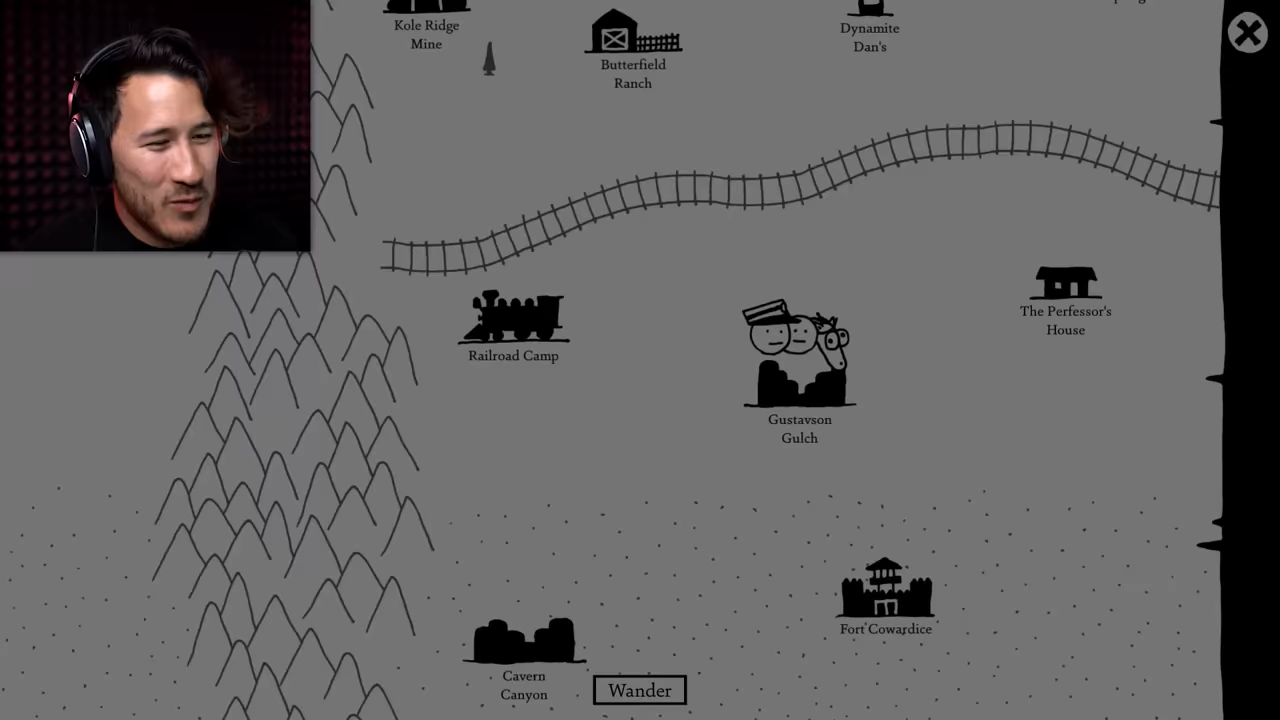 Kole Ridge
Mine
Butterfield
Ranch
Dynamite
Dan's
The Perfessor's
House
Railroad Camp
Gustavson
Gulch
Fort Cowardice
Cavern
Canyon
Wander